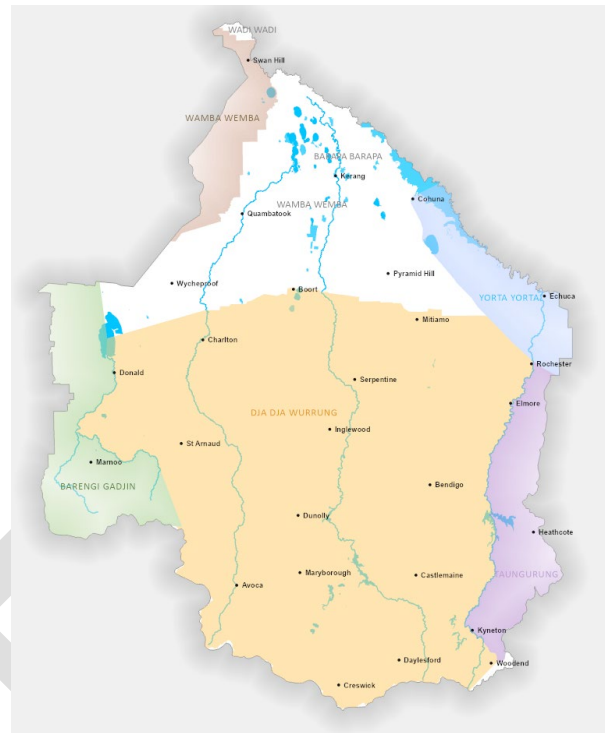 WADI WADI
Swan Hill
WAMBA WEMBA
BARAPA BARAPA
Kerang
Cohuna
WAMBA WEMBA
Quambatook
Pyramid Hill
Wycheproof
Boort
YORTA YORTA
Echuca
Mitiamo
Charlton
Rochester
Donald
Serpentine
Elmore
DJA DJA WURRUNG
Inglewood
St Arnaud
Marnoo
BARENGI GADJIN
Bendigo
Dunolly
Heathcote
Maryborough
Castlemaine
TAUNGURUNG
Avoca
Kyneton
Daylesford
Woodend
Creswick